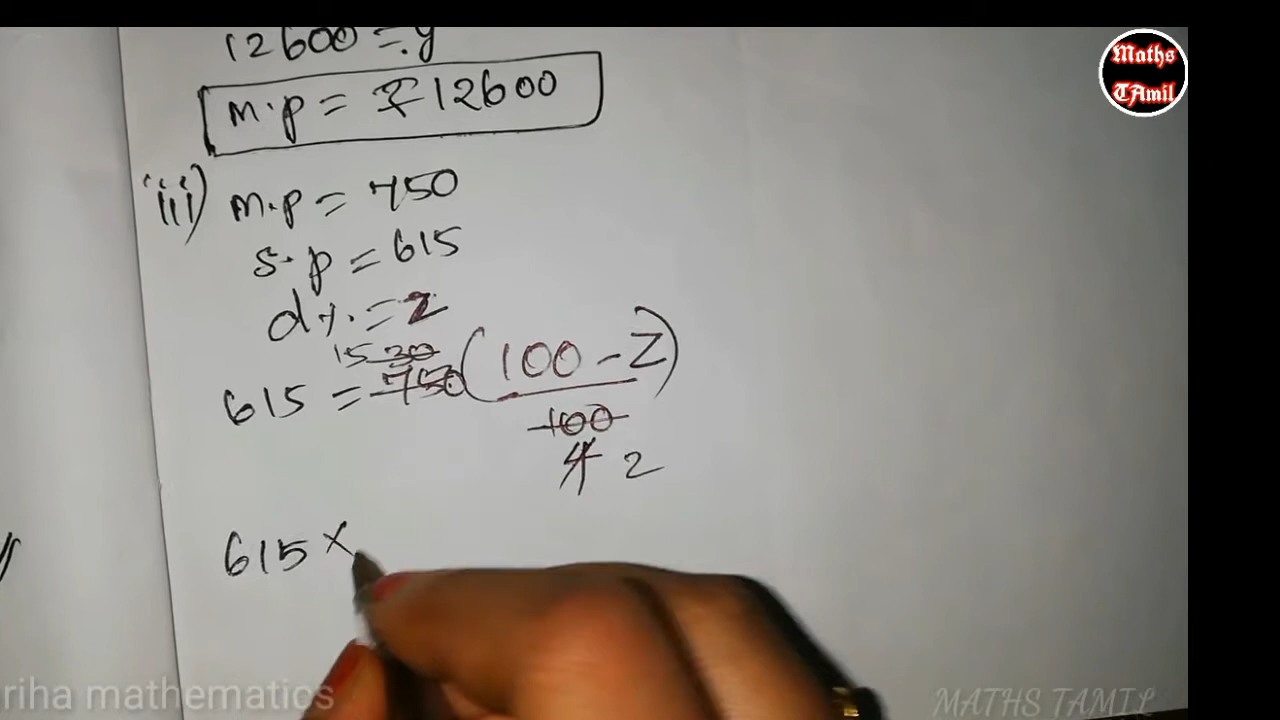 Maths
TAmil
12600 = y
m.p = ₹12600
iii) m.p = 750
s.p = 615
d%. = z
15 30
615 = 750 (100 - Z)
100
4 2
615 ×
riha mathematics
MATHS TAMIL